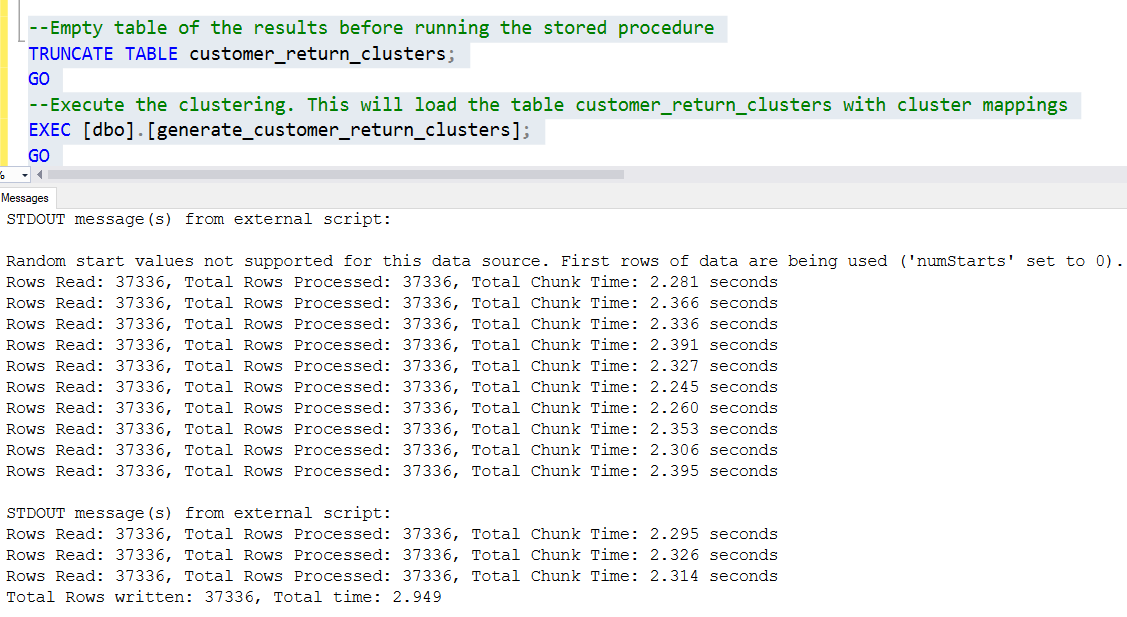 --Empty table of the results before running the stored procedure
TRUNCATE TABLE customer_return_clusters;
GO
--Execute the clustering. This will load the table customer_return_clusters with cluster mappings
EXEC [dbo].[generate_customer_return_clusters];
GO
%
Messages
STDOUT message(s) from external script:
Random start values not supported for this data source. First rows of data are being used ('numStarts' set to 0).
Rows Read: 37336, Total Rows Processed: 37336, Total Chunk Time: 2.281 seconds
Rows Read: 37336, Total Rows Processed: 37336, Total Chunk Time: 2.366 seconds
Rows Read: 37336, Total Rows Processed: 37336, Total Chunk Time: 2.336 seconds
Rows Read: 37336, Total Rows Processed: 37336, Total Chunk Time: 2.391 seconds
Rows Read: 37336, Total Rows Processed: 37336, Total Chunk Time: 2.327 seconds
Rows Read: 37336, Total Rows Processed: 37336, Total Chunk Time: 2.245 seconds
Rows Read: 37336, Total Rows Processed: 37336, Total Chunk Time: 2.260 seconds
Rows Read: 37336, Total Rows Processed: 37336, Total Chunk Time: 2.353 seconds
Rows Read: 37336, Total Rows Processed: 37336, Total Chunk Time: 2.306 seconds
Rows Read: 37336, Total Rows Processed: 37336, Total Chunk Time: 2.395 seconds
STDOUT message(s) from external script:
Rows Read: 37336, Total Rows Processed: 37336, Total Chunk Time: 2.295 seconds
Rows Read: 37336, Total Rows Processed: 37336, Total Chunk Time: 2.326 seconds
Rows Read: 37336, Total Rows Processed: 37336, Total Chunk Time: 2.314 seconds
Total Rows written: 37336, Total time: 2.949